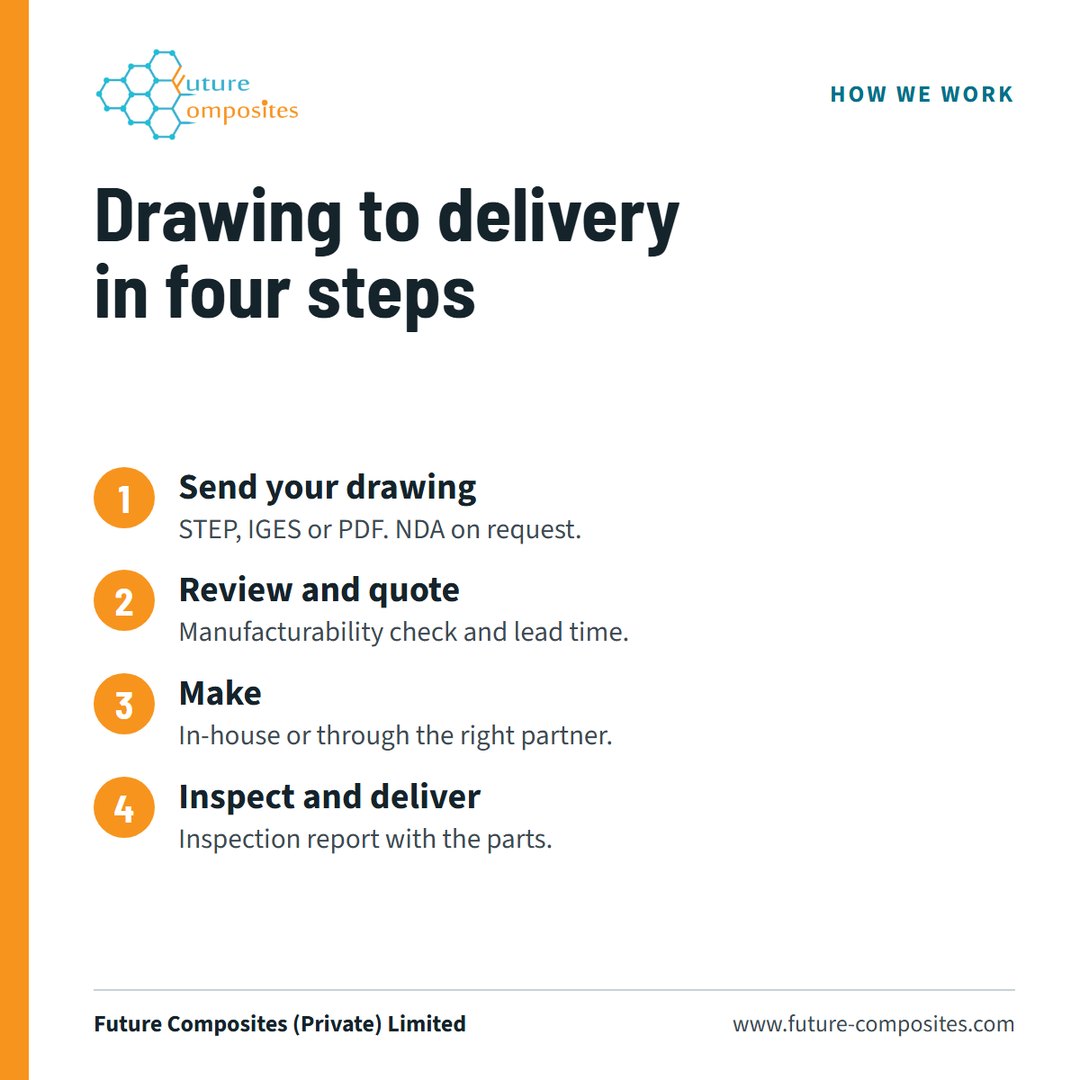 uture
omposites
HOW WE WORK
Drawing to delivery
in four steps
1
Send your drawing
STEP, IGES or PDF. NDA on request.
2
Review and quote
Manufacturability check and lead time.
3
Make
In-house or through the right partner.
4
Inspect and deliver
Inspection report with the parts.
Future Composites (Private) Limited
www.future-composites.com